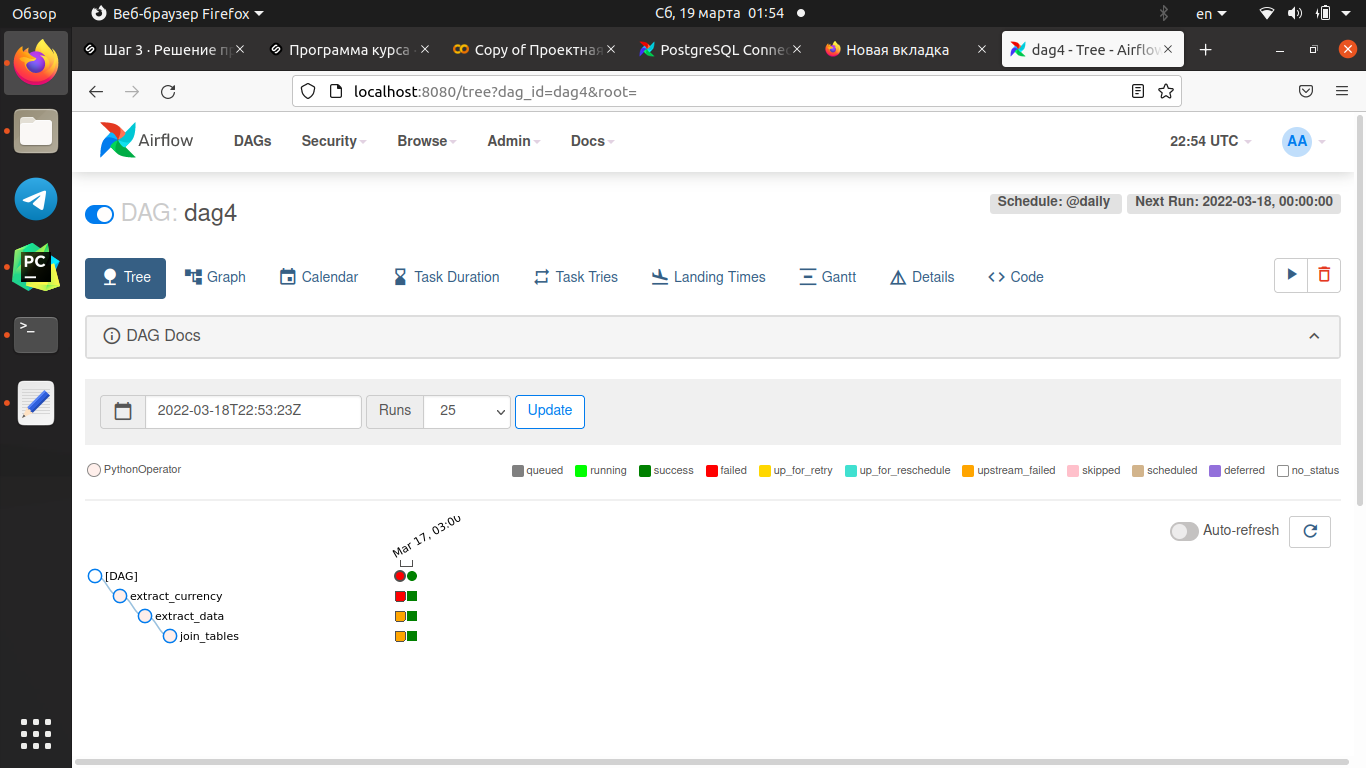 Обзор Веб-браузер Firefox Сб, 19 марта 01:54 en
Шаг 3 · Решение пр Программа курса · Copy of Проектная PostgreSQL Connec Новая вкладка dag4 - Tree - Airflow
localhost:8080/tree?dag_id=dag4&root=
Airflow DAGs Security Browse Admin Docs 22:54 UTC AA
DAG: dag4 Schedule: @daily Next Run: 2022-03-18, 00:00:00
Tree Graph Calendar Task Duration Task Tries Landing Times Gantt Details Code
DAG Docs
2022-03-18T22:53:23Z Runs 25 Update
PythonOperator queued running success failed up_for_retry up_for_reschedule upstream_failed skipped scheduled deferred no_status
Auto-refresh
Mar 17, 03:00
[DAG]
extract_currency
extract_data
join_tables
PC
>_